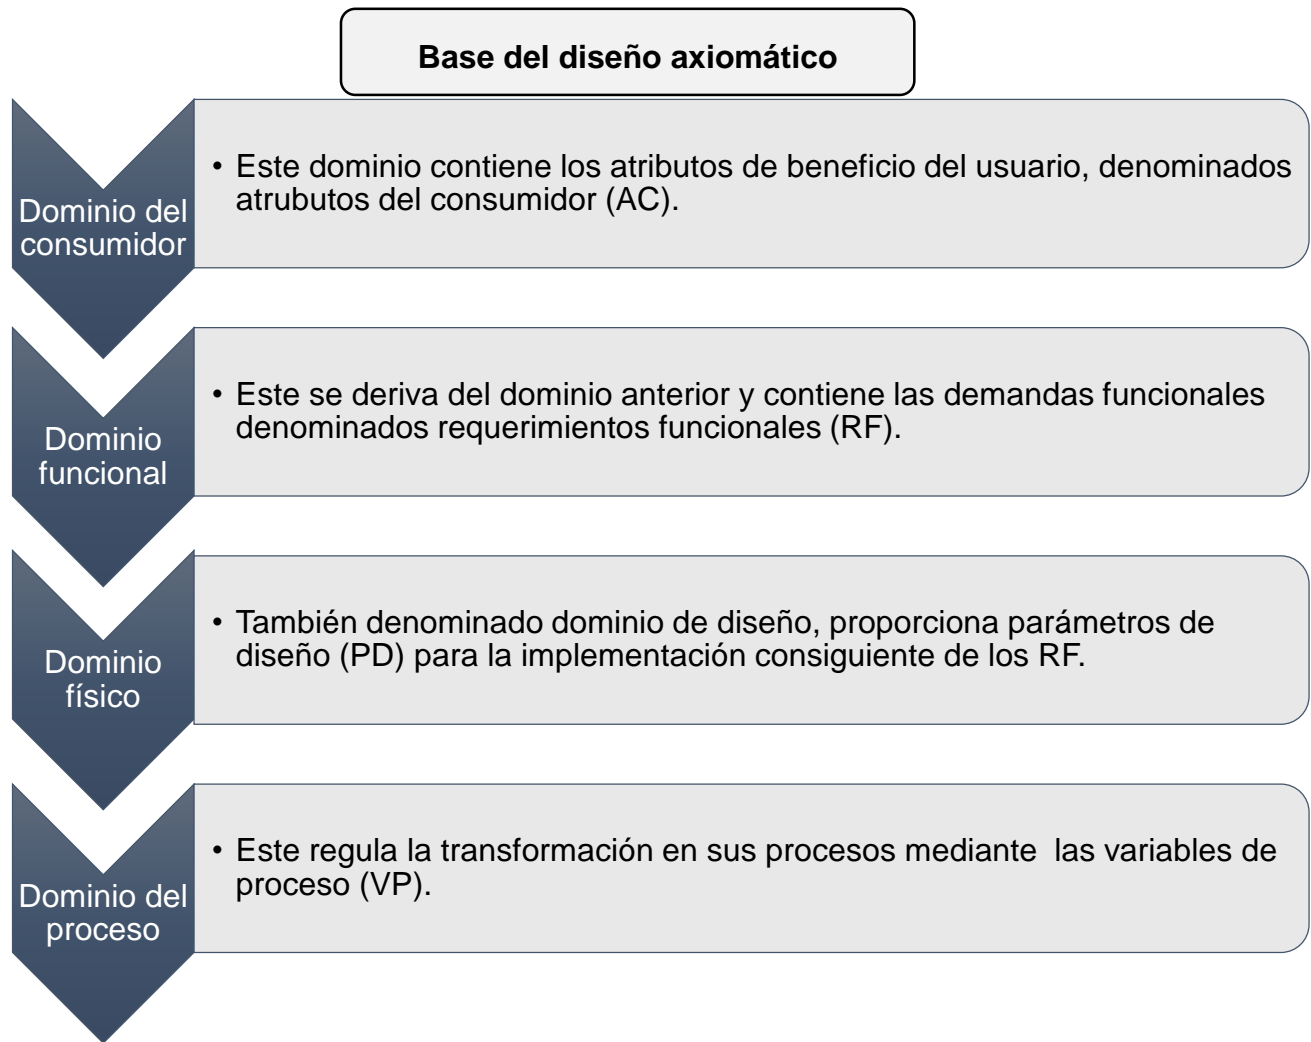 Base del diseño axiomático
Dominio del
consumidor
• Este dominio contiene los atributos de beneficio del usuario, denominados
atrubutos del consumidor (AC).
Dominio
funcional
• Este se deriva del dominio anterior y contiene las demandas funcionales
denominados requerimientos funcionales (RF).
Dominio
físico
• También denominado dominio de diseño, proporciona parámetros de
diseño (PD) para la implementación consiguiente de los RF.
Dominio del
proceso
• Este regula la transformación en sus procesos mediante  las variables de
proceso (VP).